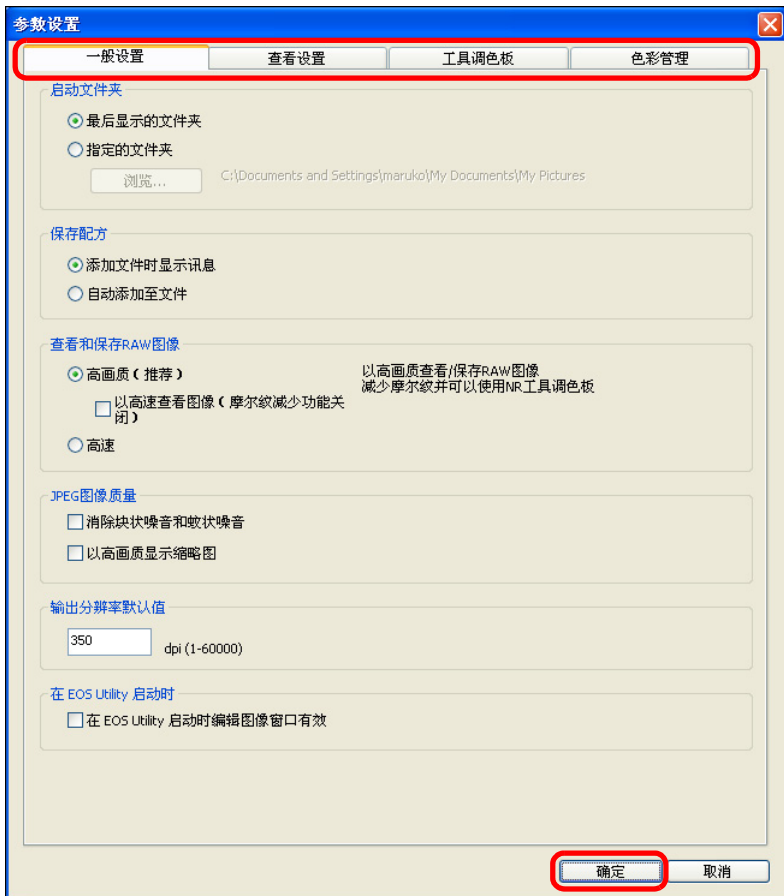 参数设置
一般设置
查看设置
工具调色板
色彩管理
启动文件夹
最后显示的文件夹
指定的文件夹
浏览...
C:\Documents and Settings\maruko\My Documents\My Pictures
保存配方
添加文件时显示讯息
自动添加至文件
查看和保存RAW图像
高画质（推荐）
以高画质查看/保存RAW图像
减少摩尔纹并可以使用NR工具调色板
以高速查看图像（摩尔纹减少功能关
闭）
高速
JPEG图像质量
消除块状噪音和蚊状噪音
以高画质显示缩略图
输出分辨率默认值
350
dpi (1-60000)
在 EOS Utility 启动时
在 EOS Utility 启动时编辑图像窗口有效
确定
取消